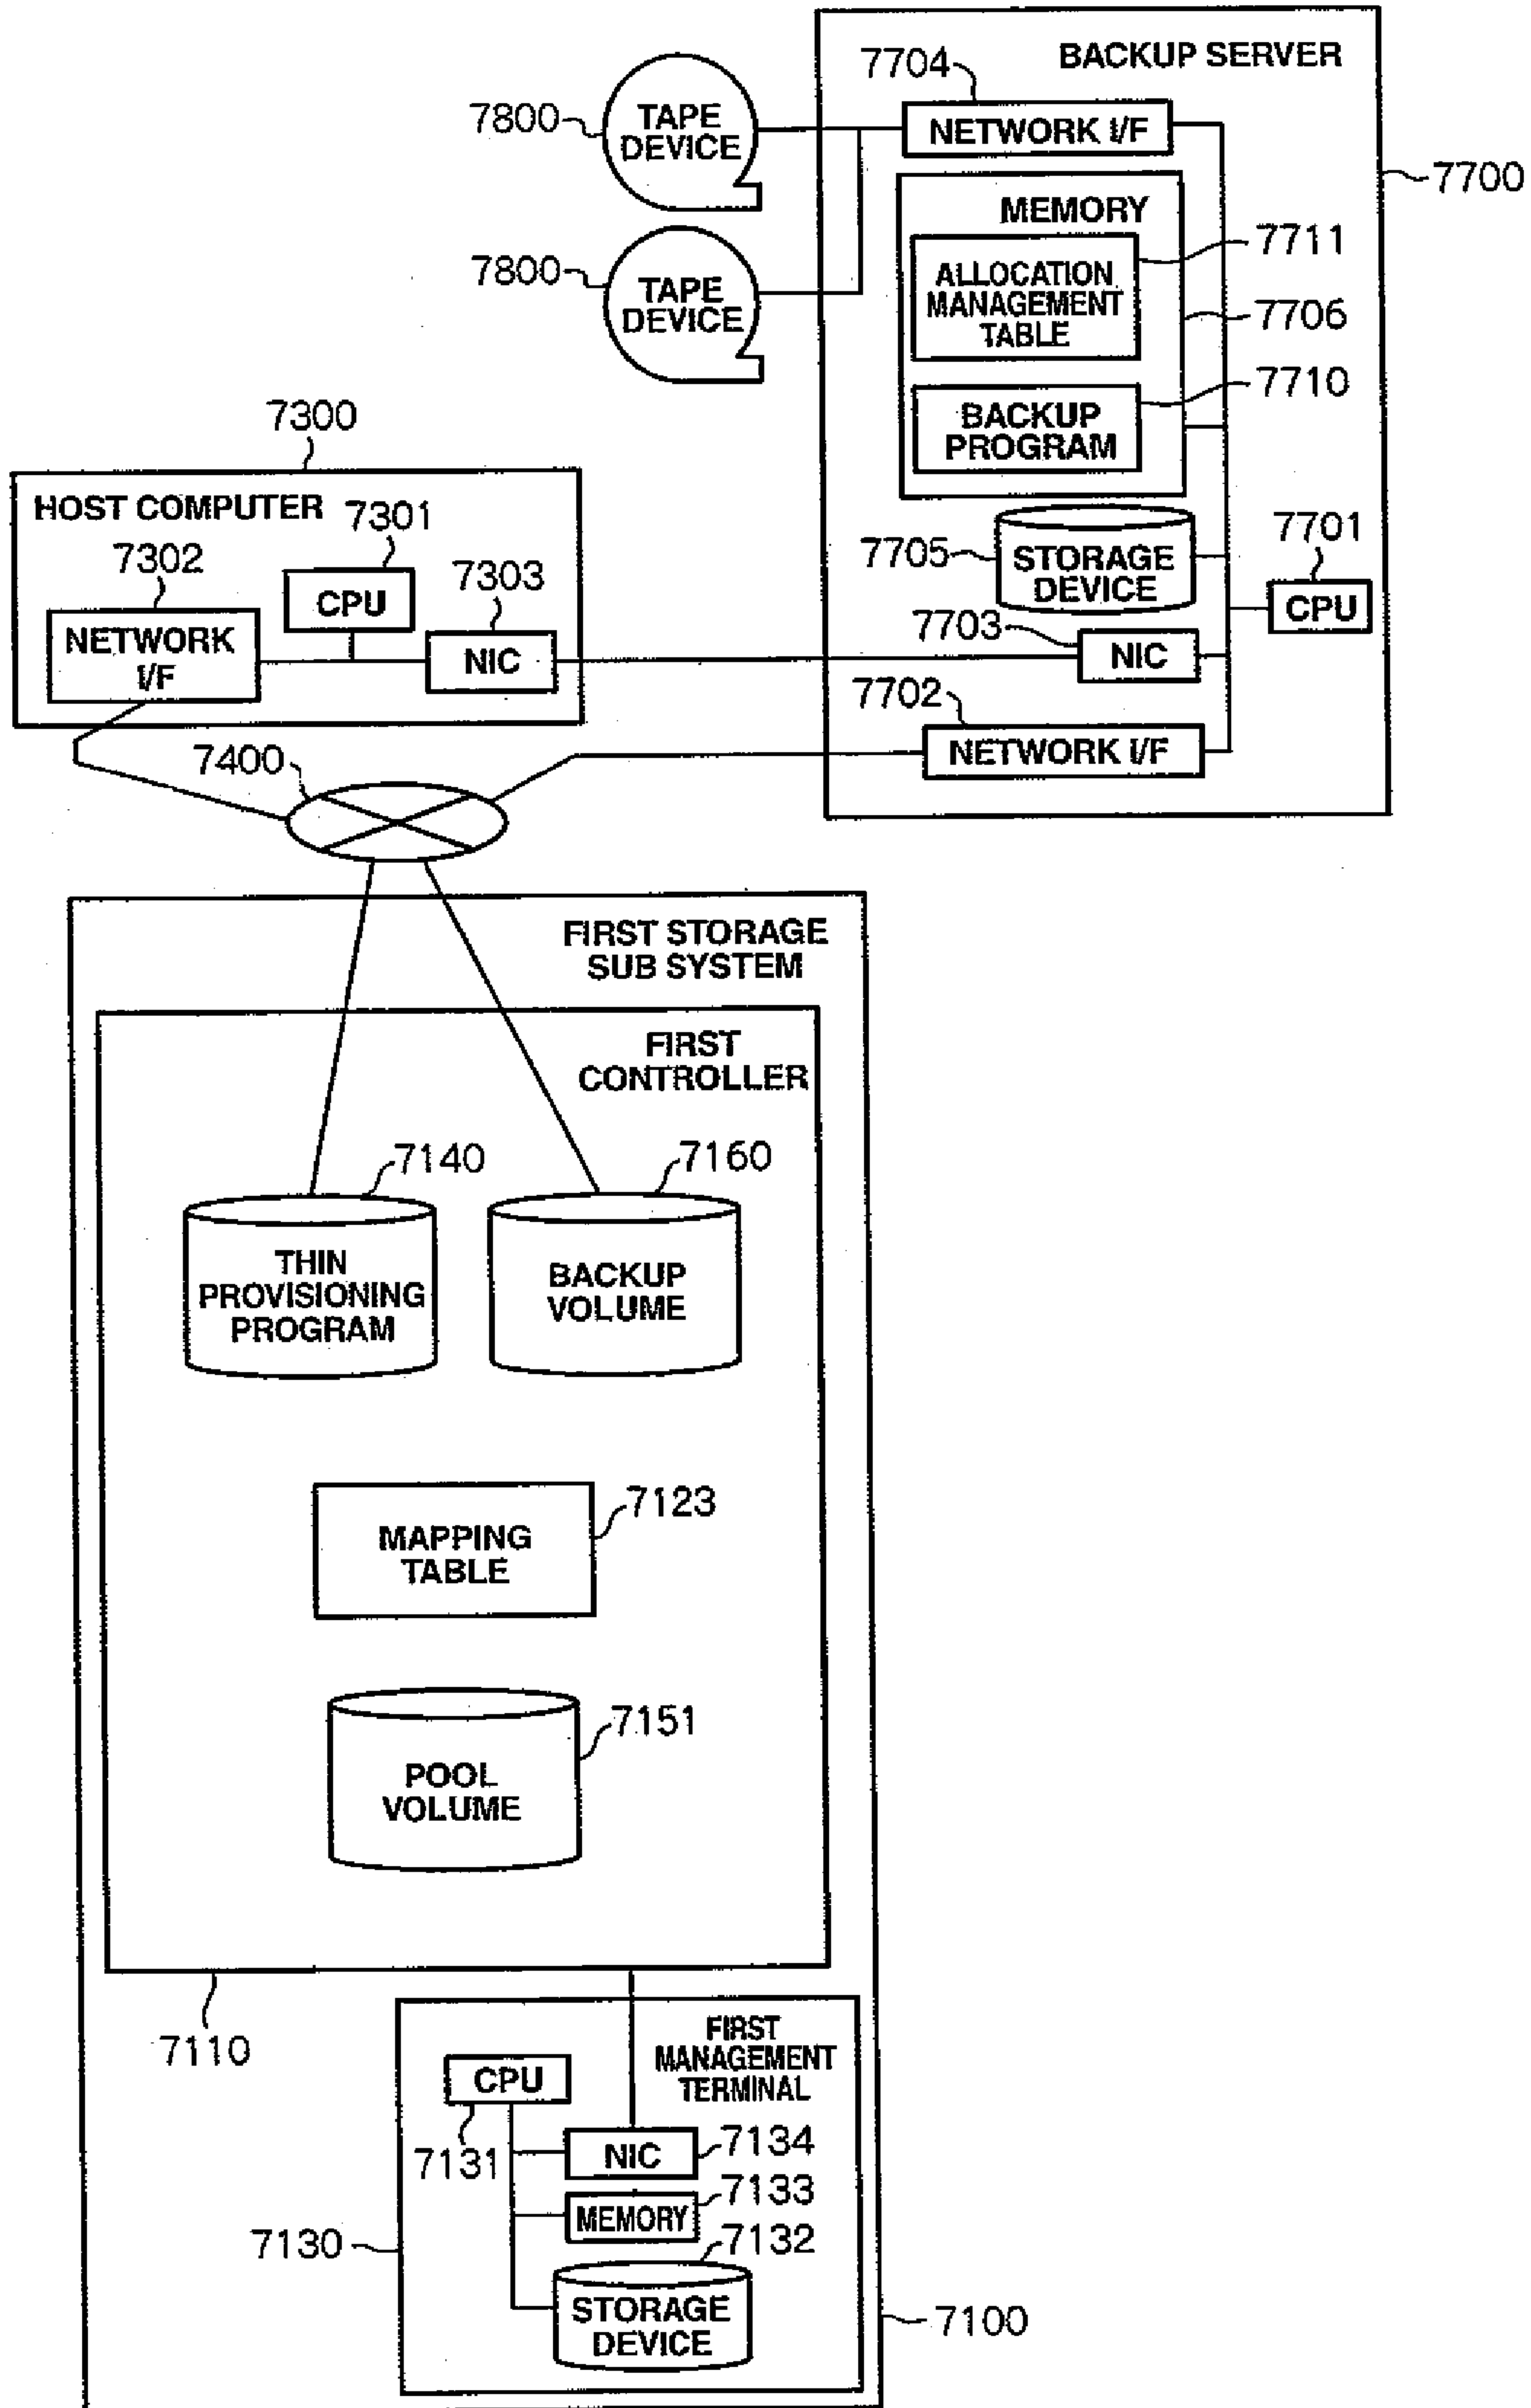 BACKUP SERVER
7704
NETWORK I/F
7800
TAPE
DEVICE
7700
MEMORY
7711
ALLOCATION
MANAGEMENT
TABLE
7800
TAPE
DEVICE
7706
7710
BACKUP
PROGRAM
7300
HOST COMPUTER
7301
7302
CPU
7303
NETWORK
I/F
NIC
7705
STORAGE
DEVICE
7701
CPU
7703
NIC
7702
NETWORK I/F
7400
FIRST STORAGE
SUB SYSTEM
FIRST
CONTROLLER
7140
7160
THIN
PROVISIONING
PROGRAM
BACKUP
VOLUME
7123
MAPPING
TABLE
7151
POOL
VOLUME
7110
FIRST
MANAGEMENT
TERMINAL
CPU
7131
NIC
7134
MEMORY
7133
7130
7132
STORAGE
DEVICE
7100